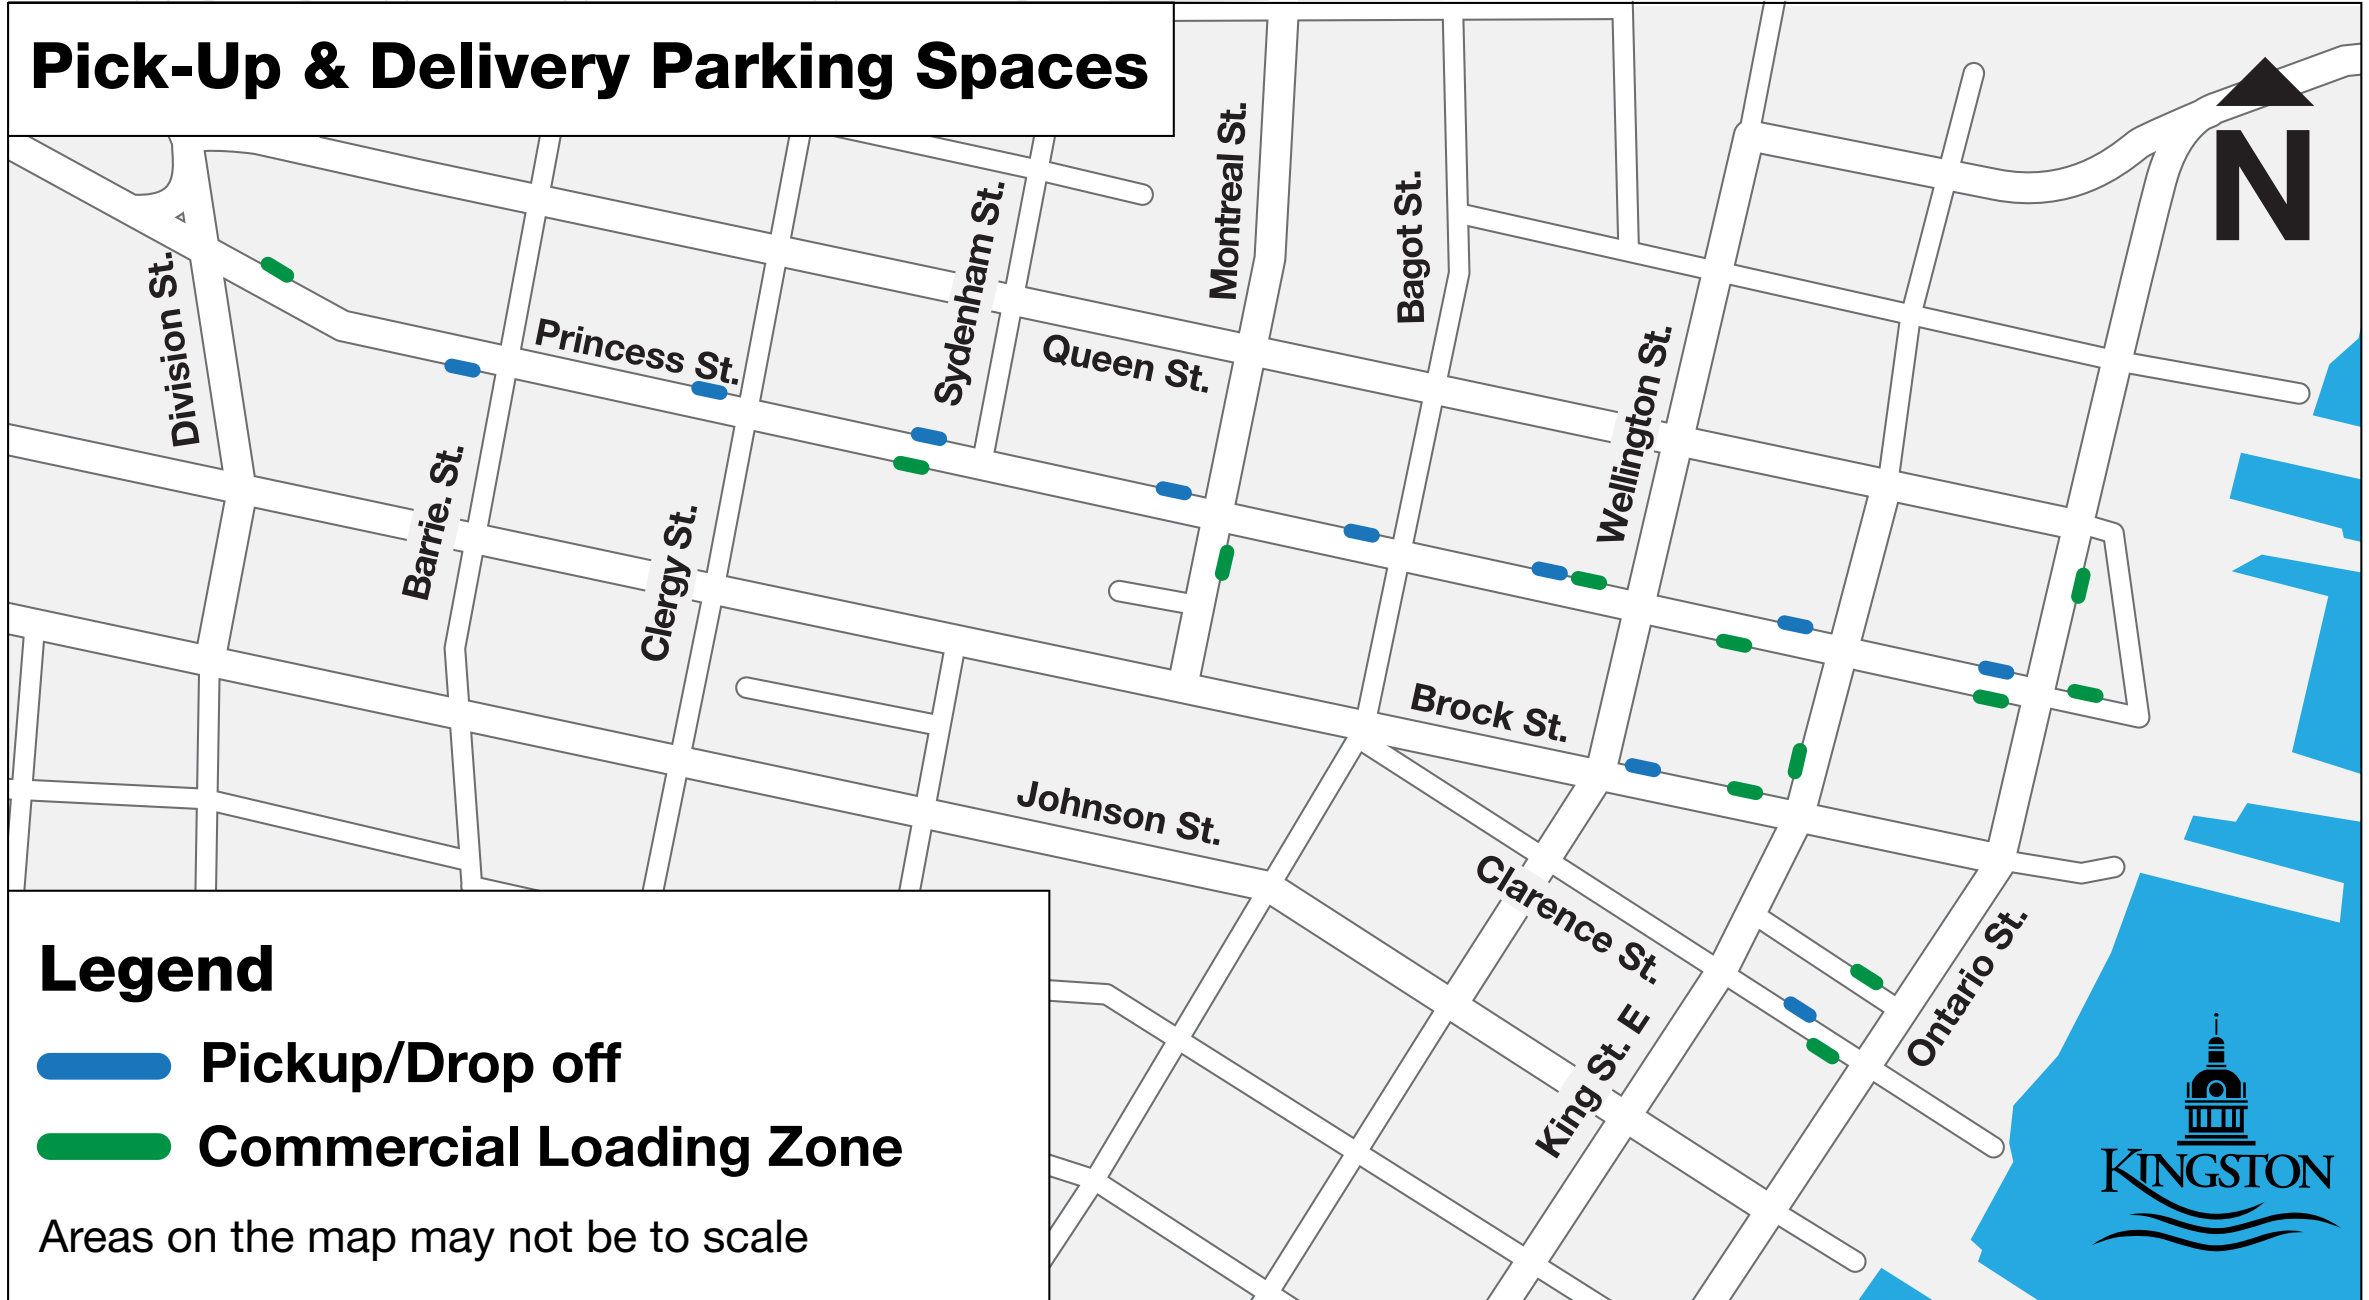 Pick-Up & Delivery Parking Spaces
N
Montreal St.
Bagot St.
Sydenham St.
Division St.
Princess St.
Queen St.
Wellington St.
Barrie. St.
Clergy St.
Brock St.
Johnson St.
Clarence St.
Ontario St.
King St. E
Legend
Pickup/Drop off
Commercial Loading Zone
Areas on the map may not be to scale
KINGSTON